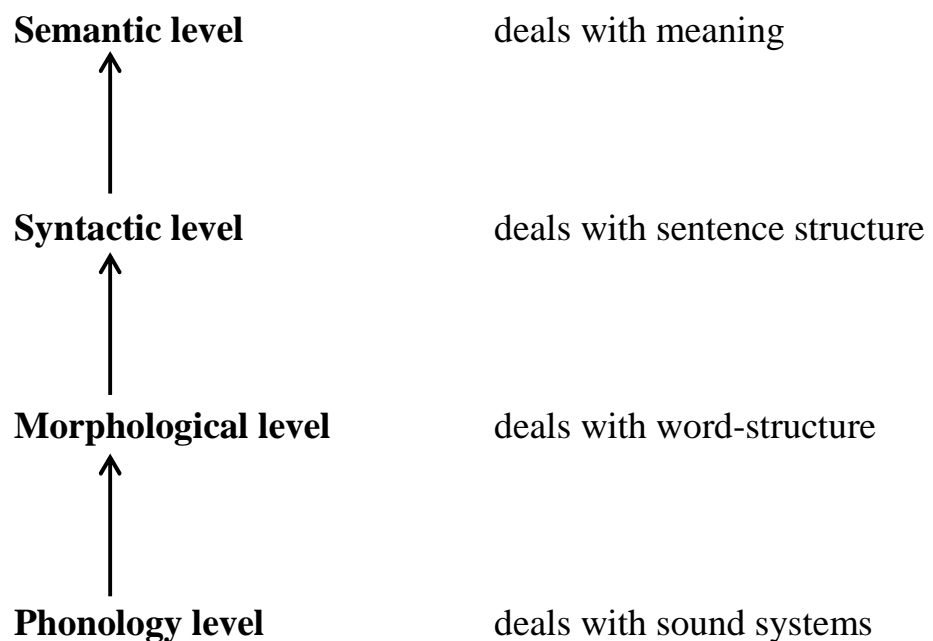 Semantic level deals with meaning
Syntactic level deals with sentence structure
Morphological level deals with word-structure
Phonology level deals with sound systems